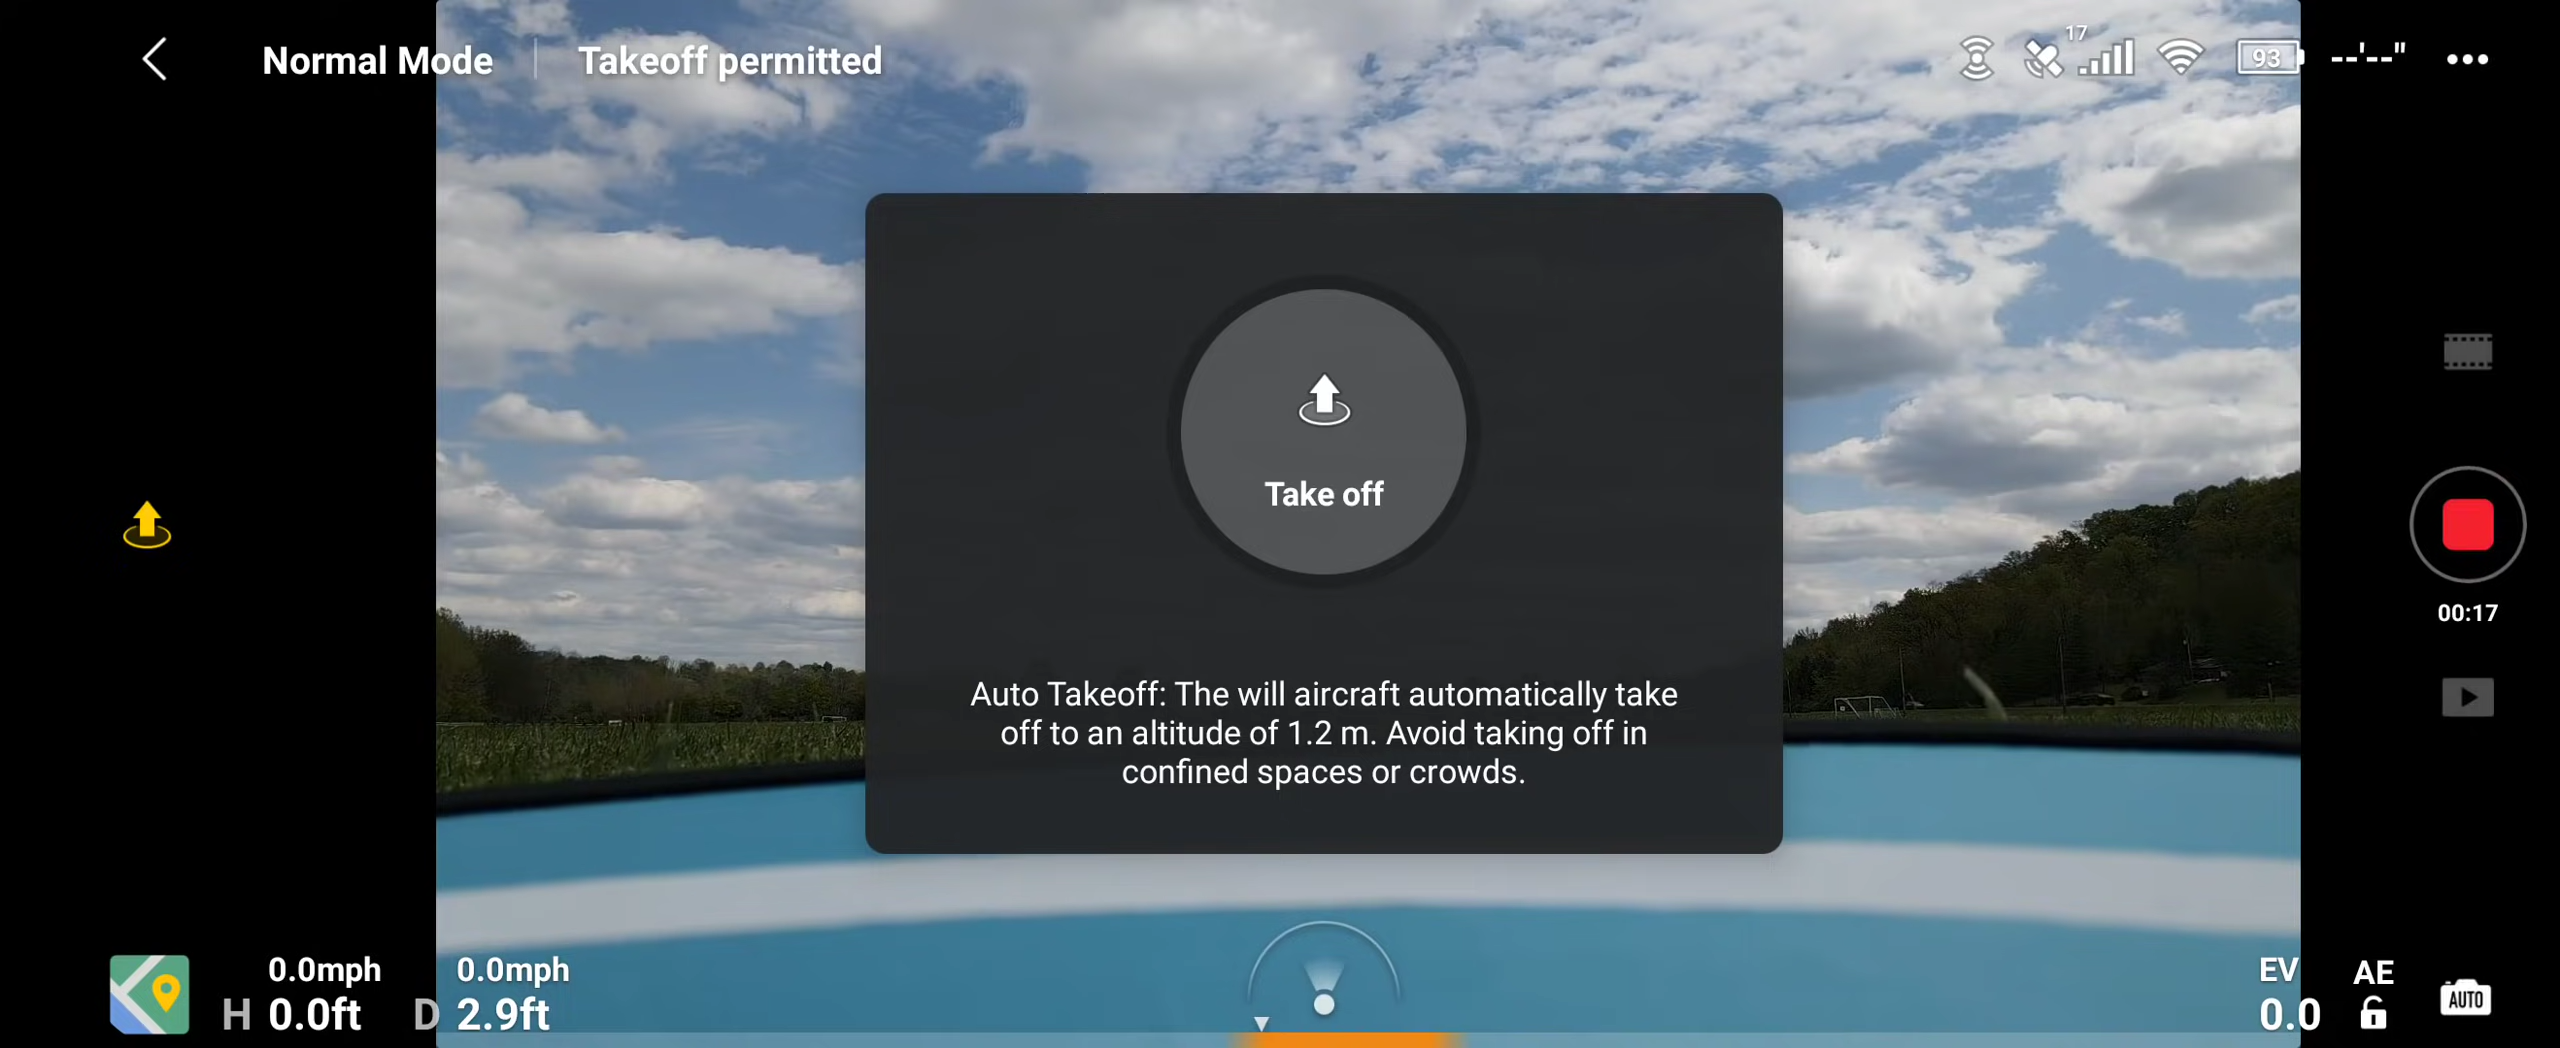 Normal Mode
Takeoff permitted
17
93
--'--"
Take off
00:17
Auto Takeoff: The will aircraft automatically take
off to an altitude of 1.2 m. Avoid taking off in
confined spaces or crowds.
0.0mph
0.0mph
H 0.0ft
D 2.9ft
EV
0.0
AE
AUTO